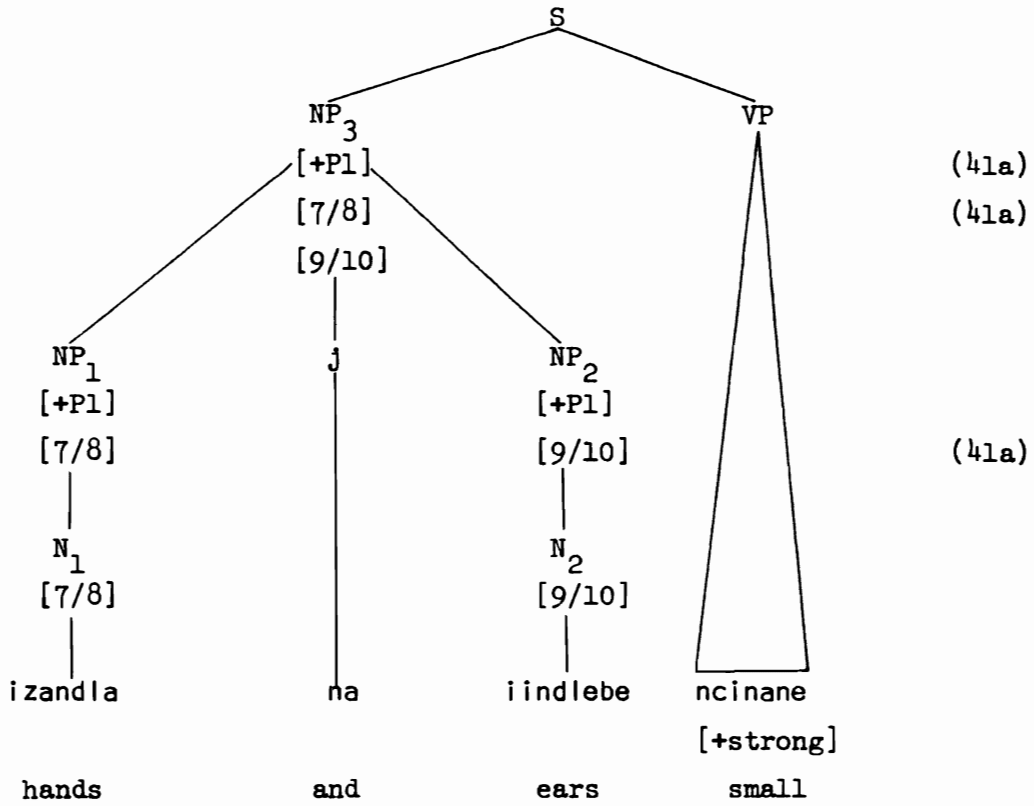 S
NP3 VP
[+Pl] (41a)
[7/8] (41a)
[9/10]
NP1 j NP2
[+Pl] [+Pl]
[7/8] [9/10] (41a)
N1 N2
[7/8] [9/10]
izandla na iindlebe ncinane
[+strong]
hands and ears small